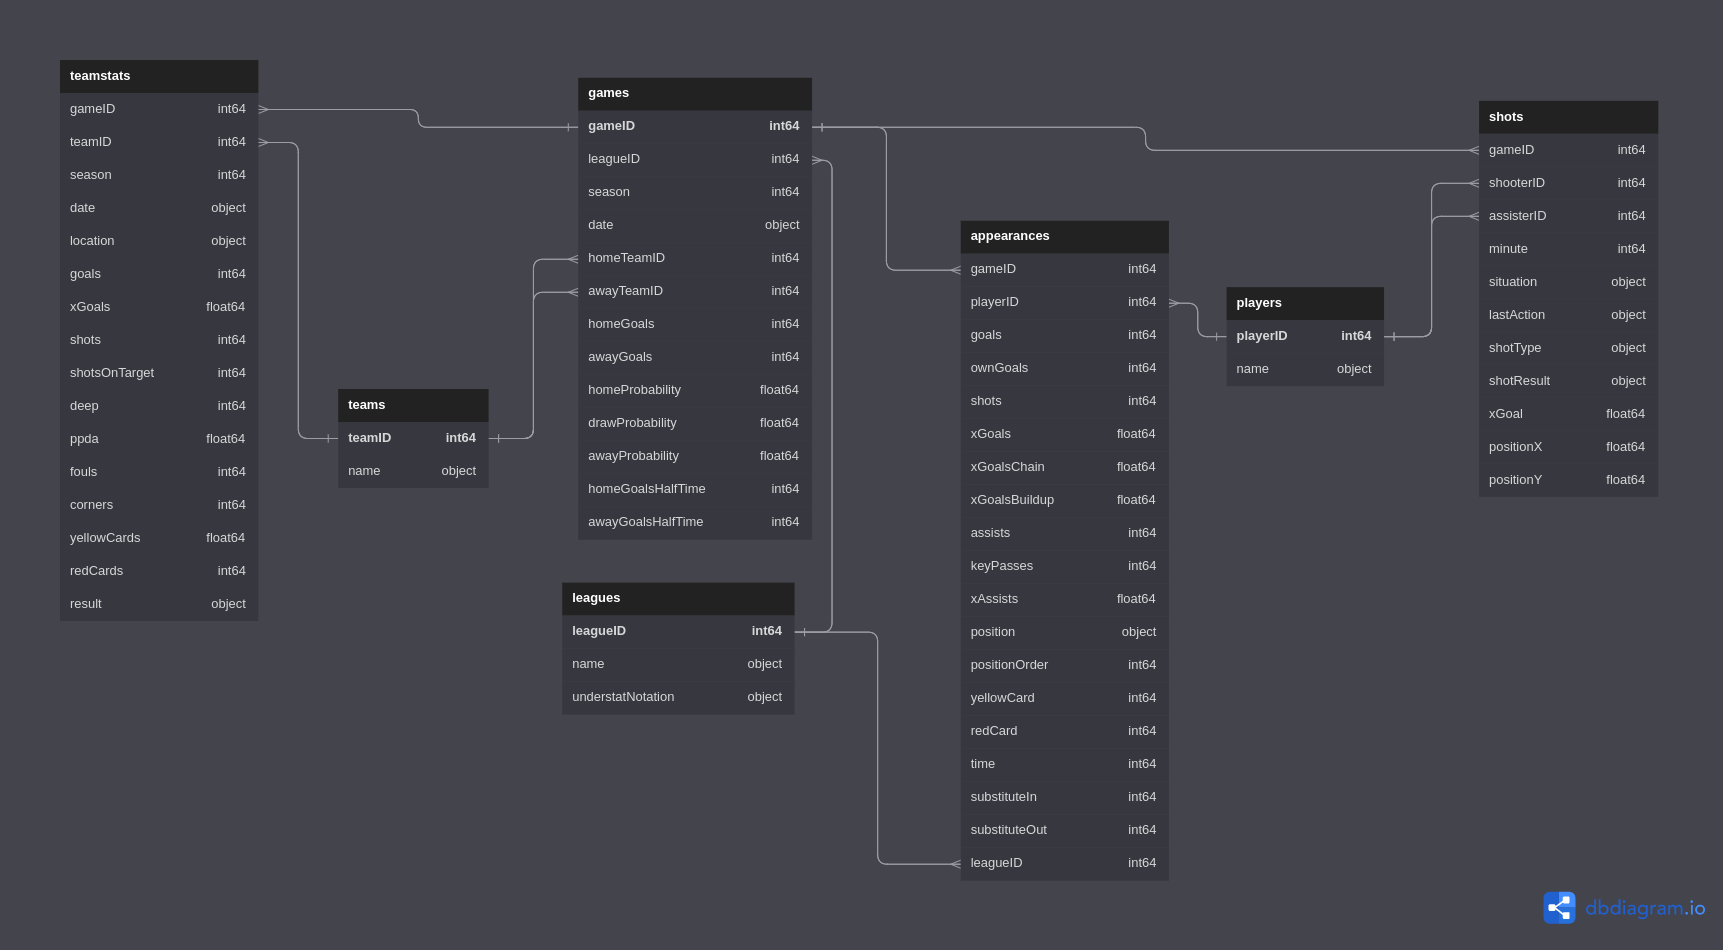 teamstats
gameID int64
teamID int64
season int64
date object
location object
goals int64
xGoals float64
shots int64
shotsOnTarget int64
deep int64
ppda float64
fouls int64
corners int64
yellowCards float64
redCards int64
result object
teams
teamID int64
name object
games
gameID int64
leagueID int64
season int64
date object
homeTeamID int64
awayTeamID int64
homeGoals int64
awayGoals int64
homeProbability float64
drawProbability float64
awayProbability float64
homeGoalsHalfTime int64
awayGoalsHalfTime int64
leagues
leagueID int64
name object
understatNotation object
appearances
gameID int64
playerID int64
goals int64
ownGoals int64
shots int64
xGoals float64
xGoalsChain float64
xGoalsBuildup float64
assists int64
keyPasses int64
xAssists float64
position object
positionOrder int64
yellowCard int64
redCard int64
time int64
substituteIn int64
substituteOut int64
leagueID int64
players
playerID int64
name object
shots
gameID int64
shooterID int64
assisterID int64
minute int64
situation object
lastAction object
shotType object
shotResult object
xGoal float64
positionX float64
positionY float64
dbdiagram.io